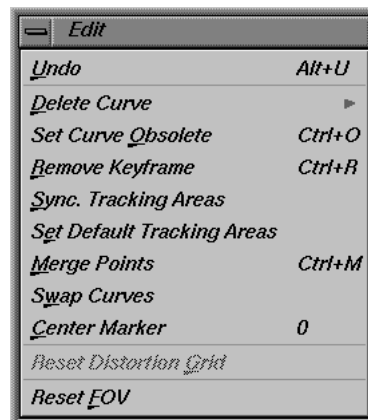 Edit
Undo Alt+U
Delete Curve
Set Curve Obsolete Ctrl+O
Remove Keyframe Ctrl+R
Sync. Tracking Areas
Set Default Tracking Areas
Merge Points Ctrl+M
Swap Curves
Center Marker 0
Reset Distortion Grid
Reset FOV